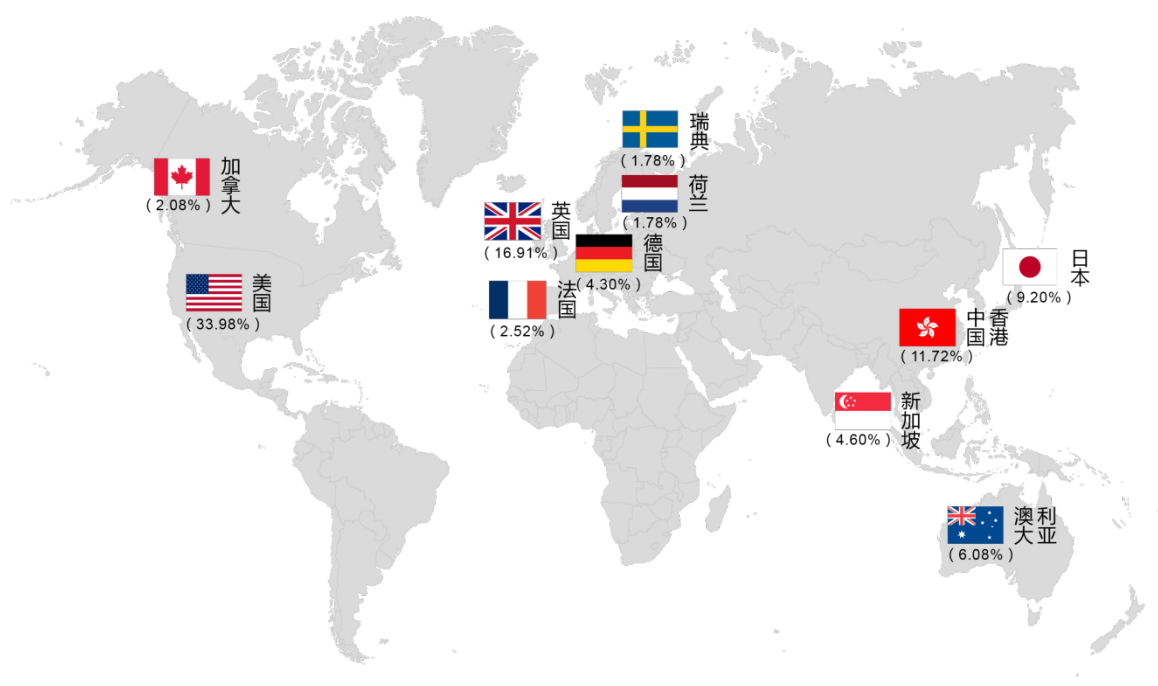 瑞典
(1.78%)
加拿大
(2.08%)
荷兰
(1.78%)
英国
(16.91%)
德国
(4.30%)
美国
(33.98%)
法国
(2.52%)
日本
(9.20%)
中国香港
(11.72%)
新加坡
(4.60%)
澳大利亚
(6.08%)